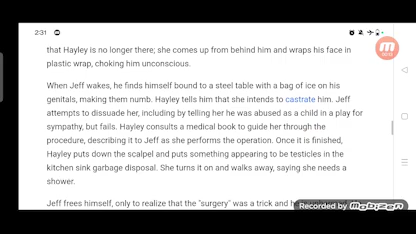 2:31
that Hayley is no longer there; she comes up from behind him and wraps his face in
plastic wrap, choking him unconscious.
When Jeff wakes, he finds himself bound to a steel table with a bag of ice on his
genitals, making them numb. Hayley tells him that she intends to castrate him. Jeff
attempts to dissuade her, including by telling her he was abused as a child in a play for
sympathy, but fails. Hayley consults a medical book to guide her through the
procedure, describing it to Jeff as she performs the operation. Once it is finished,
Hayley puts down the scalpel and puts something appearing to be testicles in the
kitchen sink garbage disposal. She turns it on and walks away, saying she needs a
shower.
Jeff frees himself, only to realize that the "surgery" was a trick and he
Recorded by Mobizen